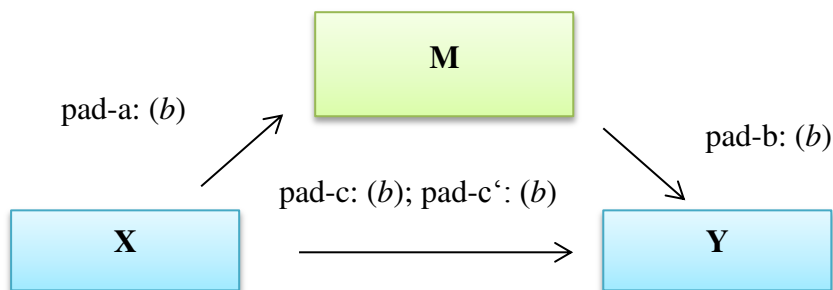 M
pad-a: (b)
pad-b: (b)
pad-c: (b); pad-c‘: (b)
X
Y